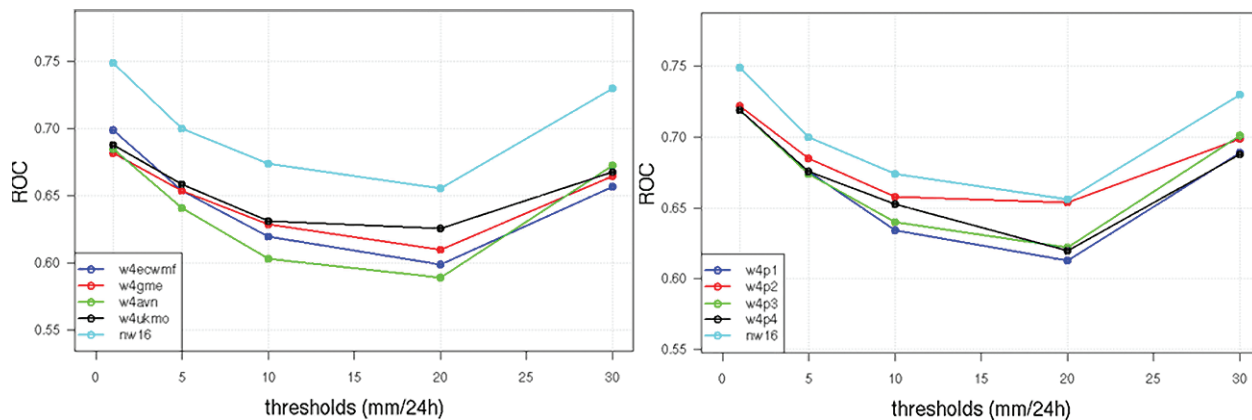 ROC
0.75
0.70
0.65
0.60
0.55
w4ecwmf
w4gme
w4avn
w4ukmo
nw16
0 5 10 15 20 25 30
thresholds (mm/24h)
ROC
0.75
0.70
0.65
0.60
0.55
w4p1
w4p2
w4p3
w4p4
nw16
0 5 10 15 20 25 30
thresholds (mm/24h)